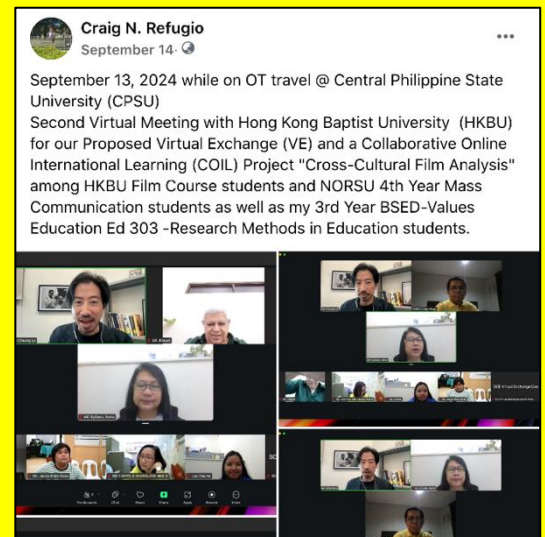 Craig N. Refugio
September 14·
September 13, 2024 while on OT travel @ Central Philippine State
University (CPSU)
Second Virtual Meeting with Hong Kong Baptist University (HKBU)
for our Proposed Virtual Exchange (VE) and a Collaborative Online
International Learning (COIL) Project "Cross-Cultural Film Analysis"
among HKBU Film Course students and NORSU 4th Year Mass
Communication students as well as my 3rd Year BSED-Values
Education Ed 303 -Research Methods in Education students.